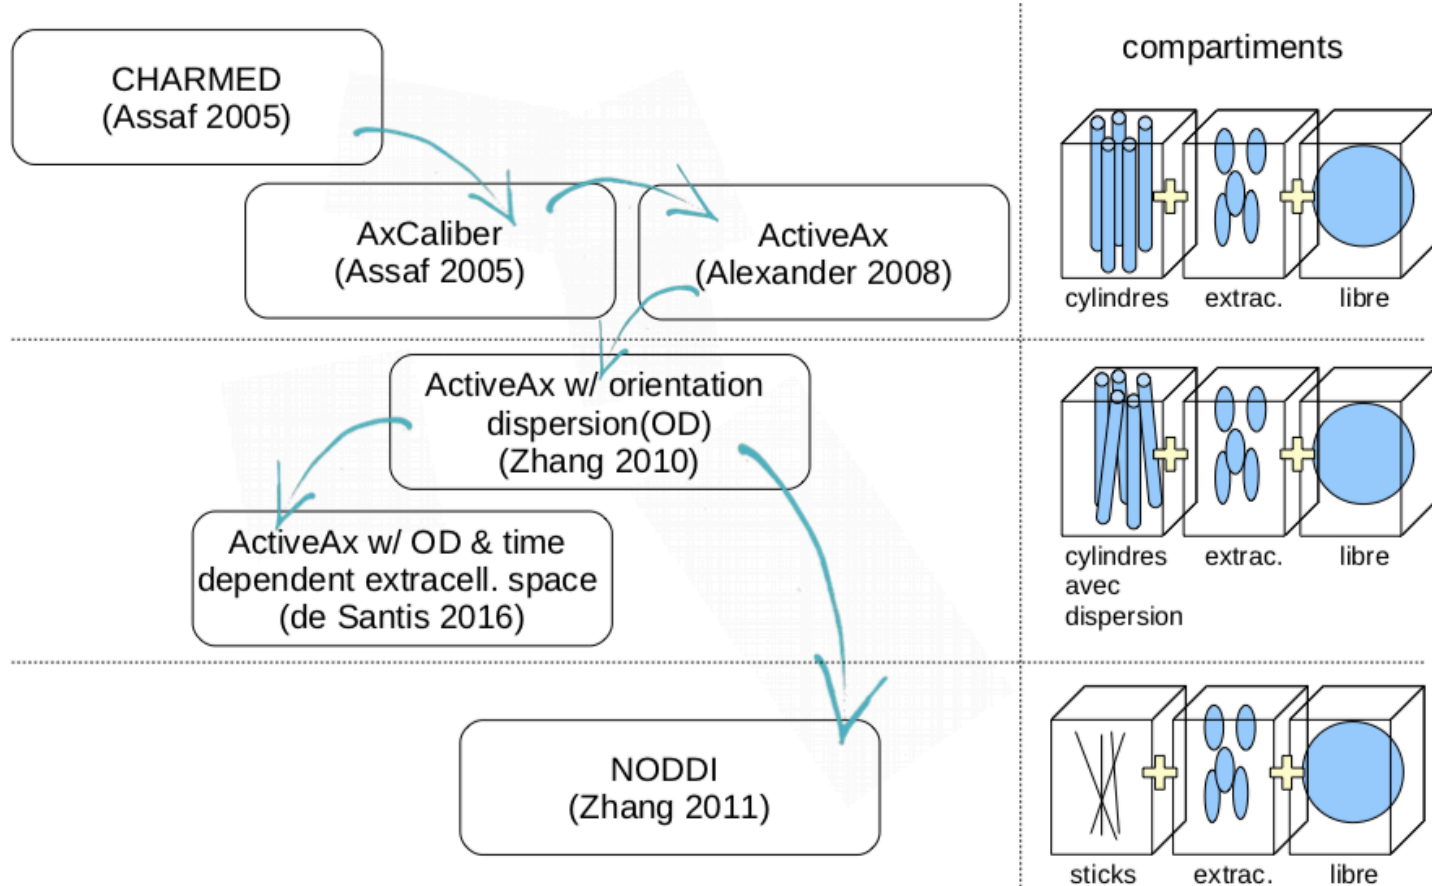 CHARMED
(Assaf 2005)
compartiments
AxCaliber
(Assaf 2005)
ActiveAx
(Alexander 2008)
cylindres
extrac.
libre
ActiveAx w/ orientation
dispersion(OD)
(Zhang 2010)
ActiveAx w/ OD & time
dependent extracell. space
(de Santis 2016)
cylindres
avec
dispersion
extrac.
libre
NODDI
(Zhang 2011)
sticks
extrac.
libre